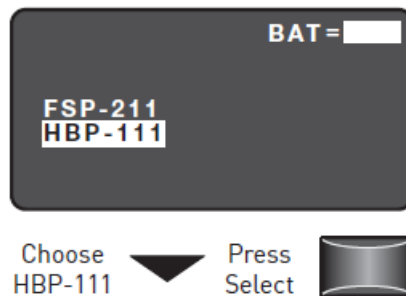 BAT=
FSP-211
HBP-111
Choose Press
HBP-111 Select